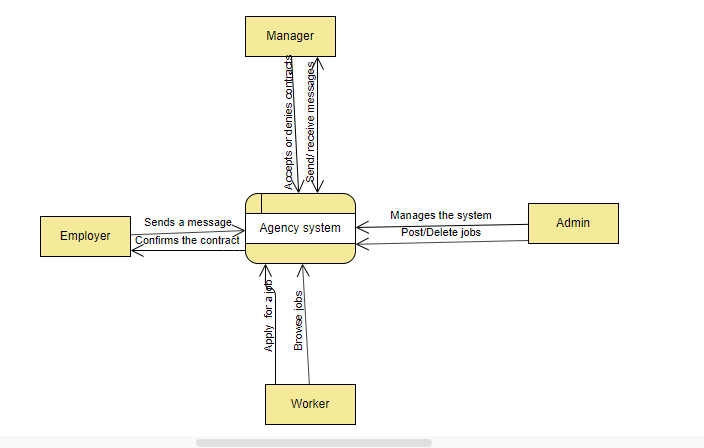 Manager
Accepts or denies contracts
Send/ receive messages
Employer
Sends a message
Confirms the contract
Agency system
Manages the system
Post/Delete jobs
Admin
Apply for a job
Browse jobs
Worker